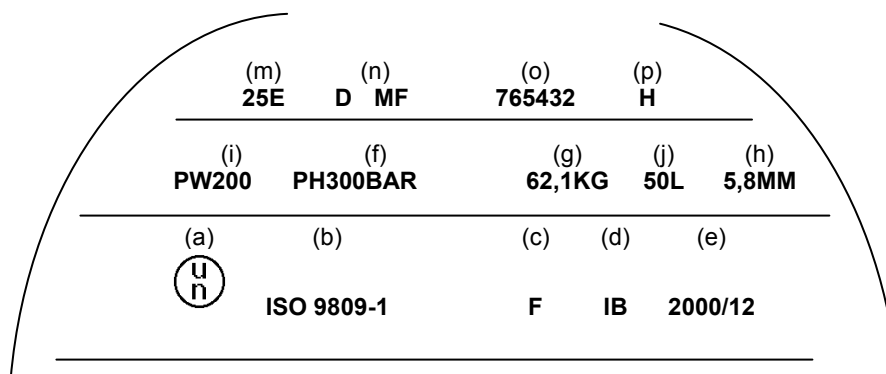 (m) (n) (o) (p)
25E D MF 765432 H
(i) (f) (g) (j) (h)
PW200 PH300BAR 62,1KG 50L 5,8MM
(a) (b) (c) (d) (e)
u
n
ISO 9809-1 F IB 2000/12